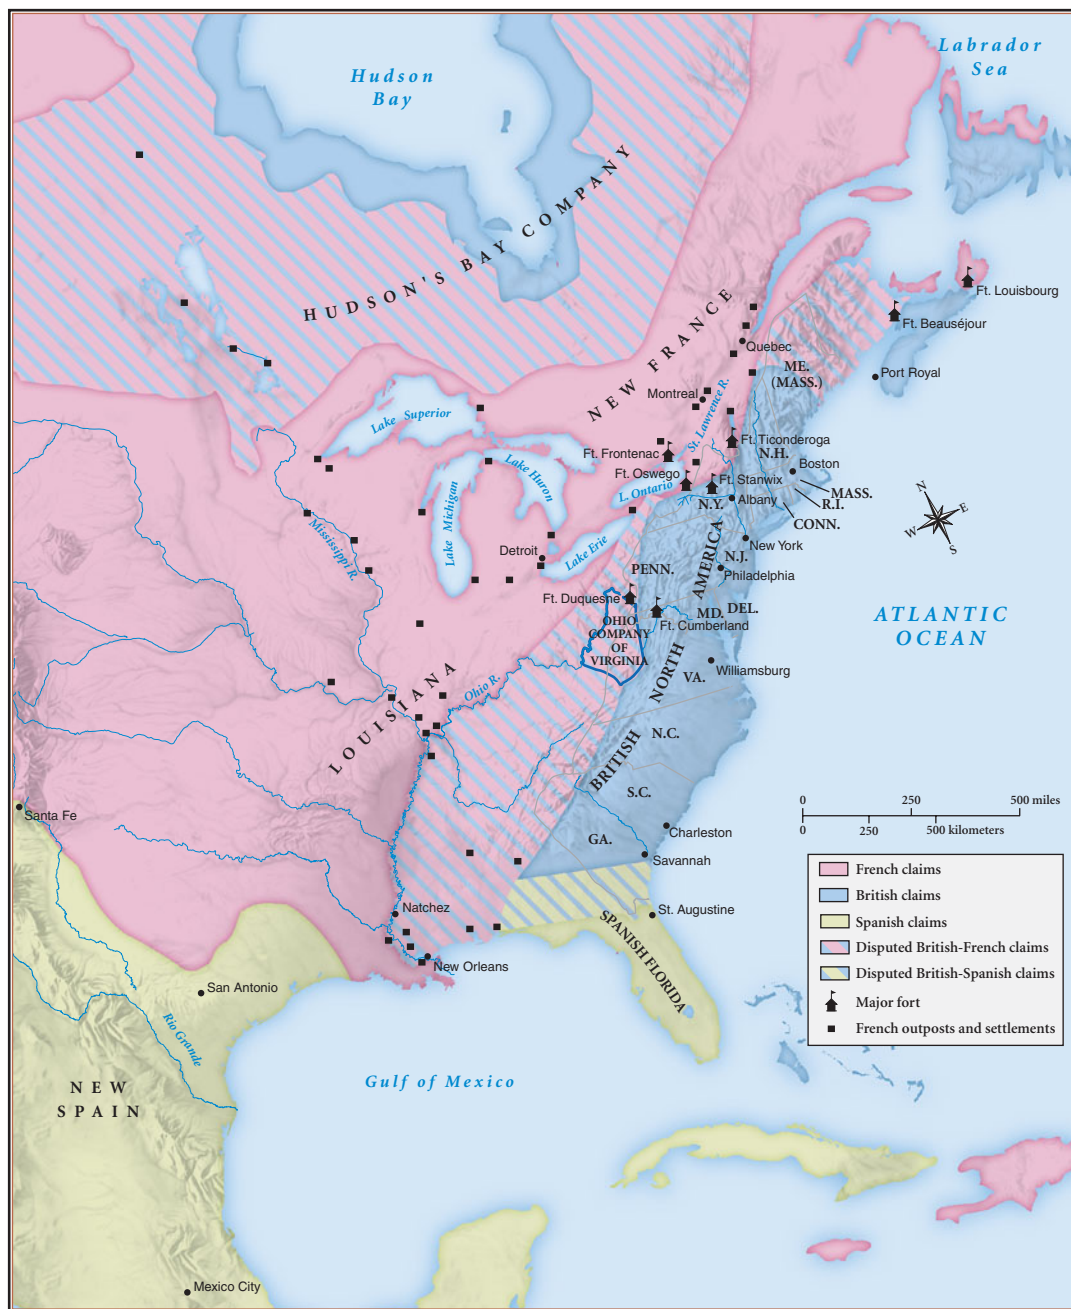 Labrador
Sea
Hudson
Bay
HUDSON'S BAY COMPANY
NEW FRANCE
Ft. Louisbourg
Ft. Beauséjour
Quebec
ME.
(MASS.)
Port Royal
Montreal
St. Lawrence R.
Lake Superior
Ft. Ticonderoga
Ft. Frontenac
N.H.
Lake Huron
Boston
Ft. Oswego
Ft. Stanwix
MASS.
L. Ontario
Albany
R.I.
N.Y.
CONN.
Lake Michigan
Mississippi R.
N
E
W
S
New York
Detroit
Lake Erie
N.J.
PENN.
Philadelphia
Ft. Duquesne
MD.
DEL.
Ft. Cumberland
OHIO
COMPANY
OF
VIRGINIA
ATLANTIC
OCEAN
Williamsburg
VA.
BRITISH NORTH AMERICA
Ohio R.
LOUISIANA
N.C.
S.C.
GA.
Santa Fe
Charleston
Savannah
0 250 500 miles
0 250 500 kilometers
Natchez
St. Augustine
SPANISH FLORIDA
New Orleans
San Antonio
Rio Grande
NEW
SPAIN
Gulf of Mexico
Mexico City
French claims
British claims
Spanish claims
Disputed British-French claims
Disputed British-Spanish claims
Major fort
French outposts and settlements